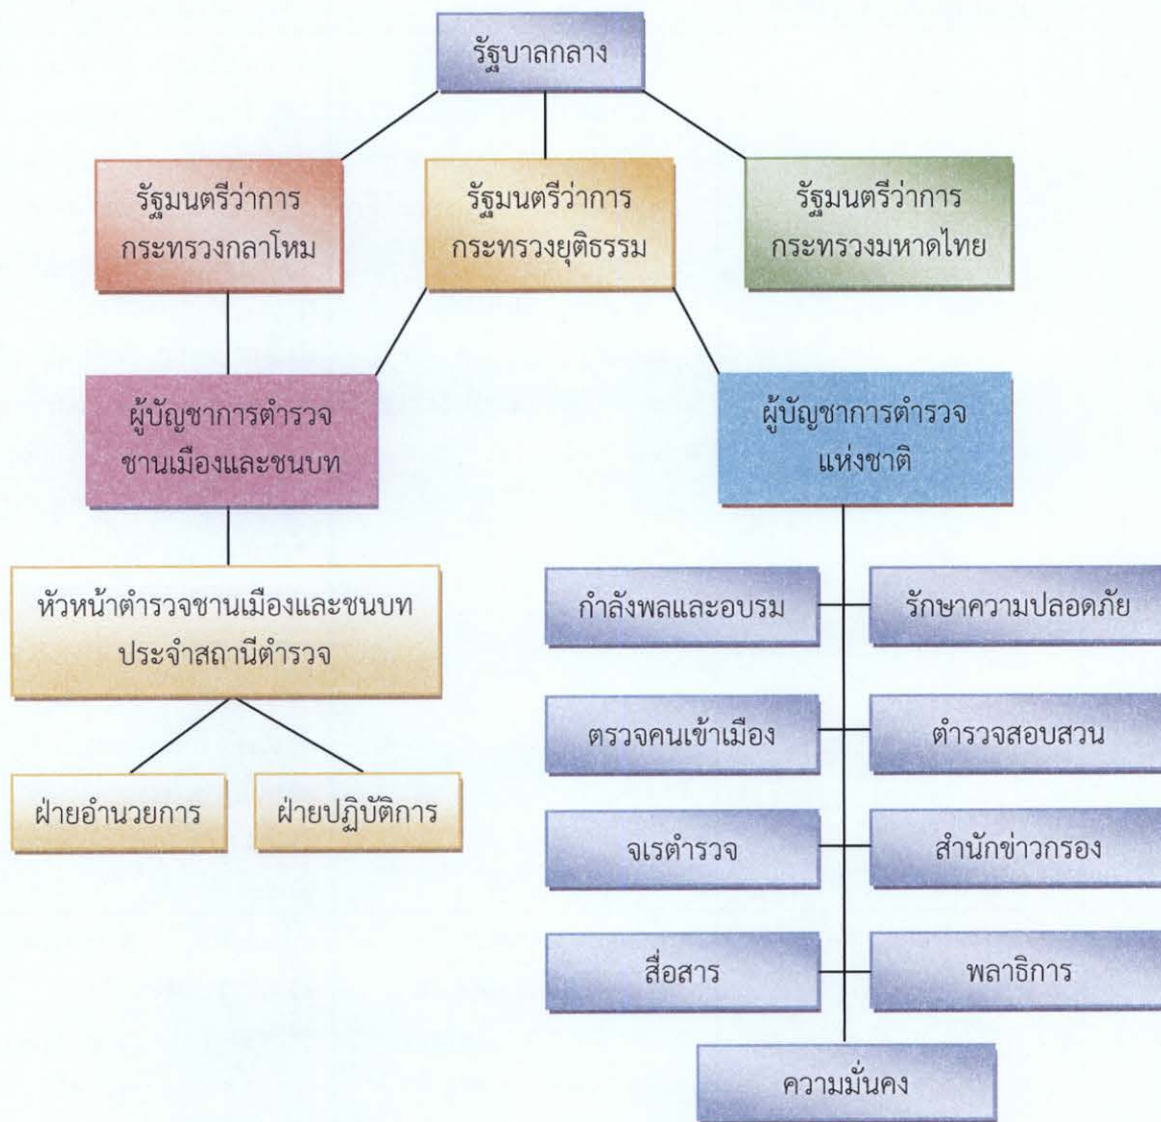 รัฐบาลกลาง
รัฐมนตรีว่าการ
กระทรวงกลาโหม
รัฐมนตรีว่าการ
กระทรวงยุติธรรม
รัฐมนตรีว่าการ
กระทรวงมหาดไทย
ผู้บัญชาการตำรวจ
ชานเมืองและชนบท
ผู้บัญชาการตำรวจ
แห่งชาติ
หัวหน้าตำรวจชานเมืองและชนบท
ประจำสถานีตำรวจ
ฝ่ายอำนวยการ
ฝ่ายปฏิบัติการ
กำลังพลและอบรม
รักษาความปลอดภัย
ตรวจคนเข้าเมือง
ตำรวจสอบสวน
จเรตำรวจ
สำนักข่าวกรอง
สื่อสาร
พลาธิการ
ความมั่นคง